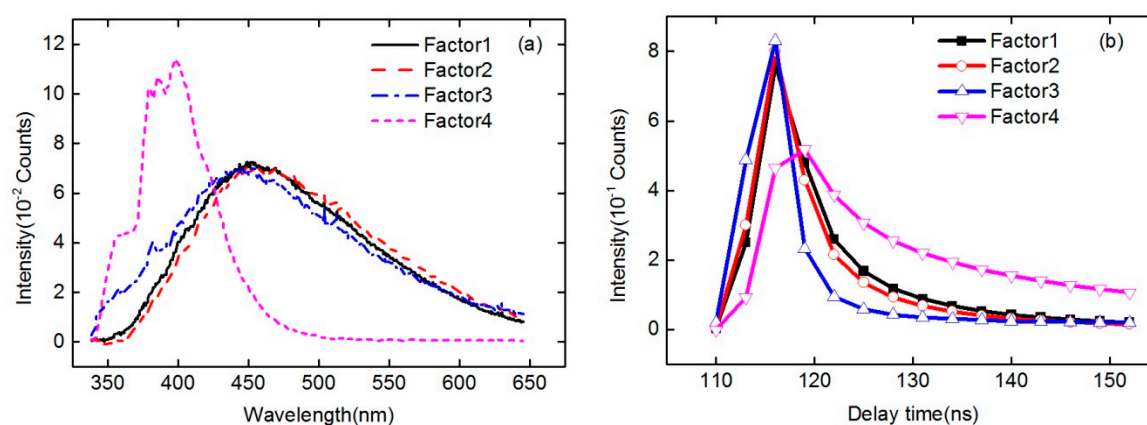 (a)
Factor1
Factor2
Factor3
Factor4
Intensity(10⁻² Counts)
12
10
8
6
4
2
0
350 400 450 500 550 600 650
Wavelength(nm)
(b)
Factor1
Factor2
Factor3
Factor4
Intensity(10⁻¹ Counts)
8
6
4
2
0
110 120 130 140 150
Delay time(ns)